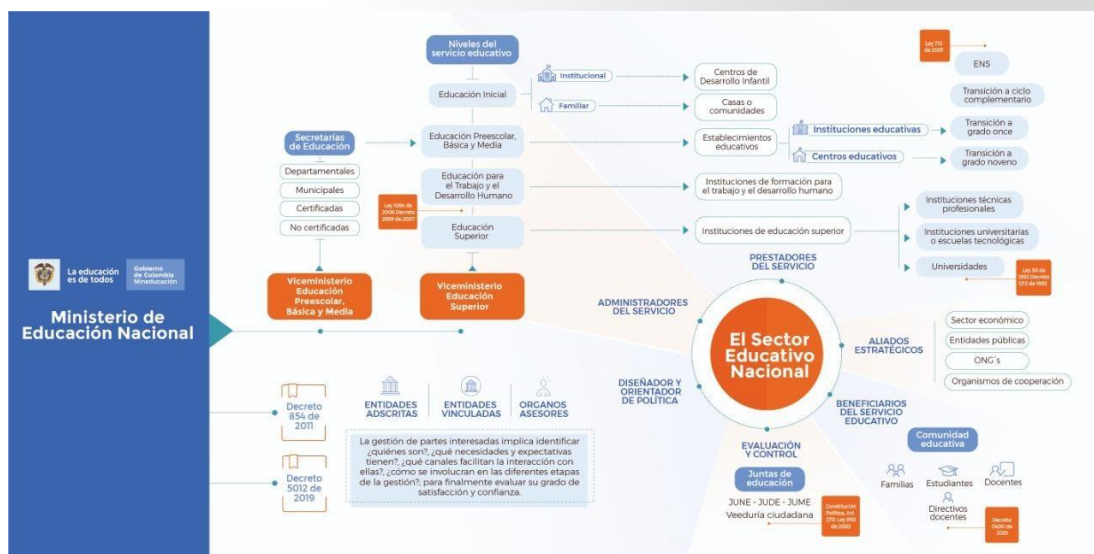 La educación
es de todos
Gobierno
de Colombia
Mineducación
Ministerio de
Educación Nacional
Niveles del
servicio educativo
Educación Inicial
Institucional
Familiar
Centros de
Desarrollo Infantil
Casas o
comunidades
Secretarías
de Educación
Departamentales
Municipales
Certificadas
No certificadas
Educación Preescolar,
Básica y Media
Educación para
el Trabajo y el
Desarrollo Humano
Educación
Superior
Establecimientos
educativos
Instituciones educativas
Centros educativos
Instituciones de formación para
el trabajo y el desarrollo humano
Instituciones de educación superior
ENS
Transición a ciclo
complementario
Transición a
grado once
Transición a
grado noveno
Instituciones técnicas
profesionales
Instituciones universitarias
o escuelas tecnológicas
Universidades
Viceministerio
Educación
Preescolar,
Básica y Media
Viceministerio
Educación
Superior
PRESTADORES
DEL SERVICIO
ADMINISTRADORES
DEL SERVICIO
El Sector
Educativo
Nacional
ALIADOS
ESTRATÉGICOS
Sector económico
Entidades públicas
ONG´s
Organismos de cooperación
DISEÑADOR Y
ORIENTADOR
DE POLÍTICA
BENEFICIARIOS
DEL SERVICIO
EDUCATIVO
EVALUACIÓN
Y CONTROL
Decreto
854 de
2011
Decreto
5012 de
2019
ENTIDADES
ADSCRITAS
ENTIDADES
VINCULADAS
ORGANOS
ASESORES
La gestión de partes interesadas implica identificar
¿quiénes son?, ¿qué necesidades y expectativas
tienen?, ¿qué canales facilitan la interacción con
ellas?, ¿cómo se involucran en las diferentes etapas
de la gestión?; para finalmente evaluar su grado de
satisfacción y confianza.
Juntas de
educación
JUNE - JUDE - JUME
Veeduría ciudadana
Constitución
Política. Art.
270. Ley 850
de 2003
Comunidad
educativa
Familias
Estudiantes
Docentes
Directivos
docentes